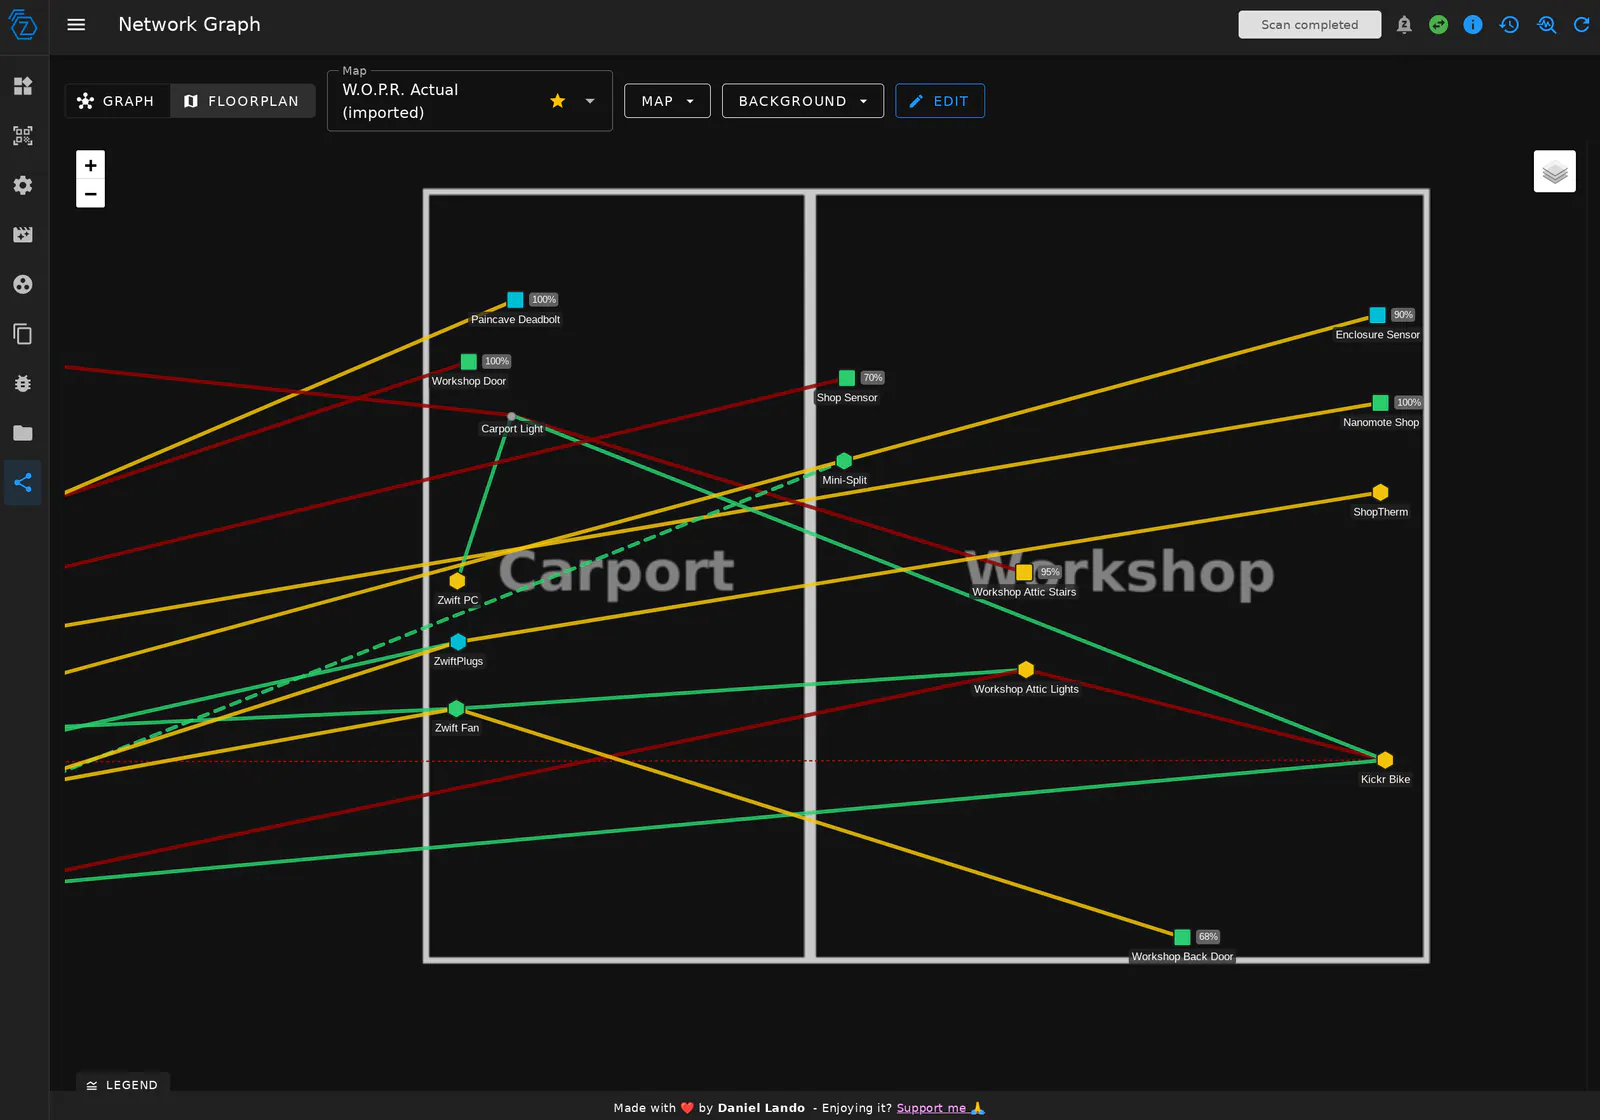 Network Graph
Scan completed
GRAPH
FLOORPLAN
Map
W.O.P.R. Actual
(imported)
MAP
BACKGROUND
EDIT
+
−
100%
Paincave Deadbolt
90%
Enclosure Sensor
100%
Workshop Door
70%
Shop Sensor
100%
Nanomote Shop
Carport Light
Mini-Split
ShopTherm
Carport
Workshop
95%
Workshop Attic Stairs
Zwift PC
ZwiftPlugs
Workshop Attic Lights
Zwift Fan
Kickr Bike
68%
Workshop Back Door
LEGEND
Made with ❤️ by Daniel Lando - Enjoying it? Support me 🙏